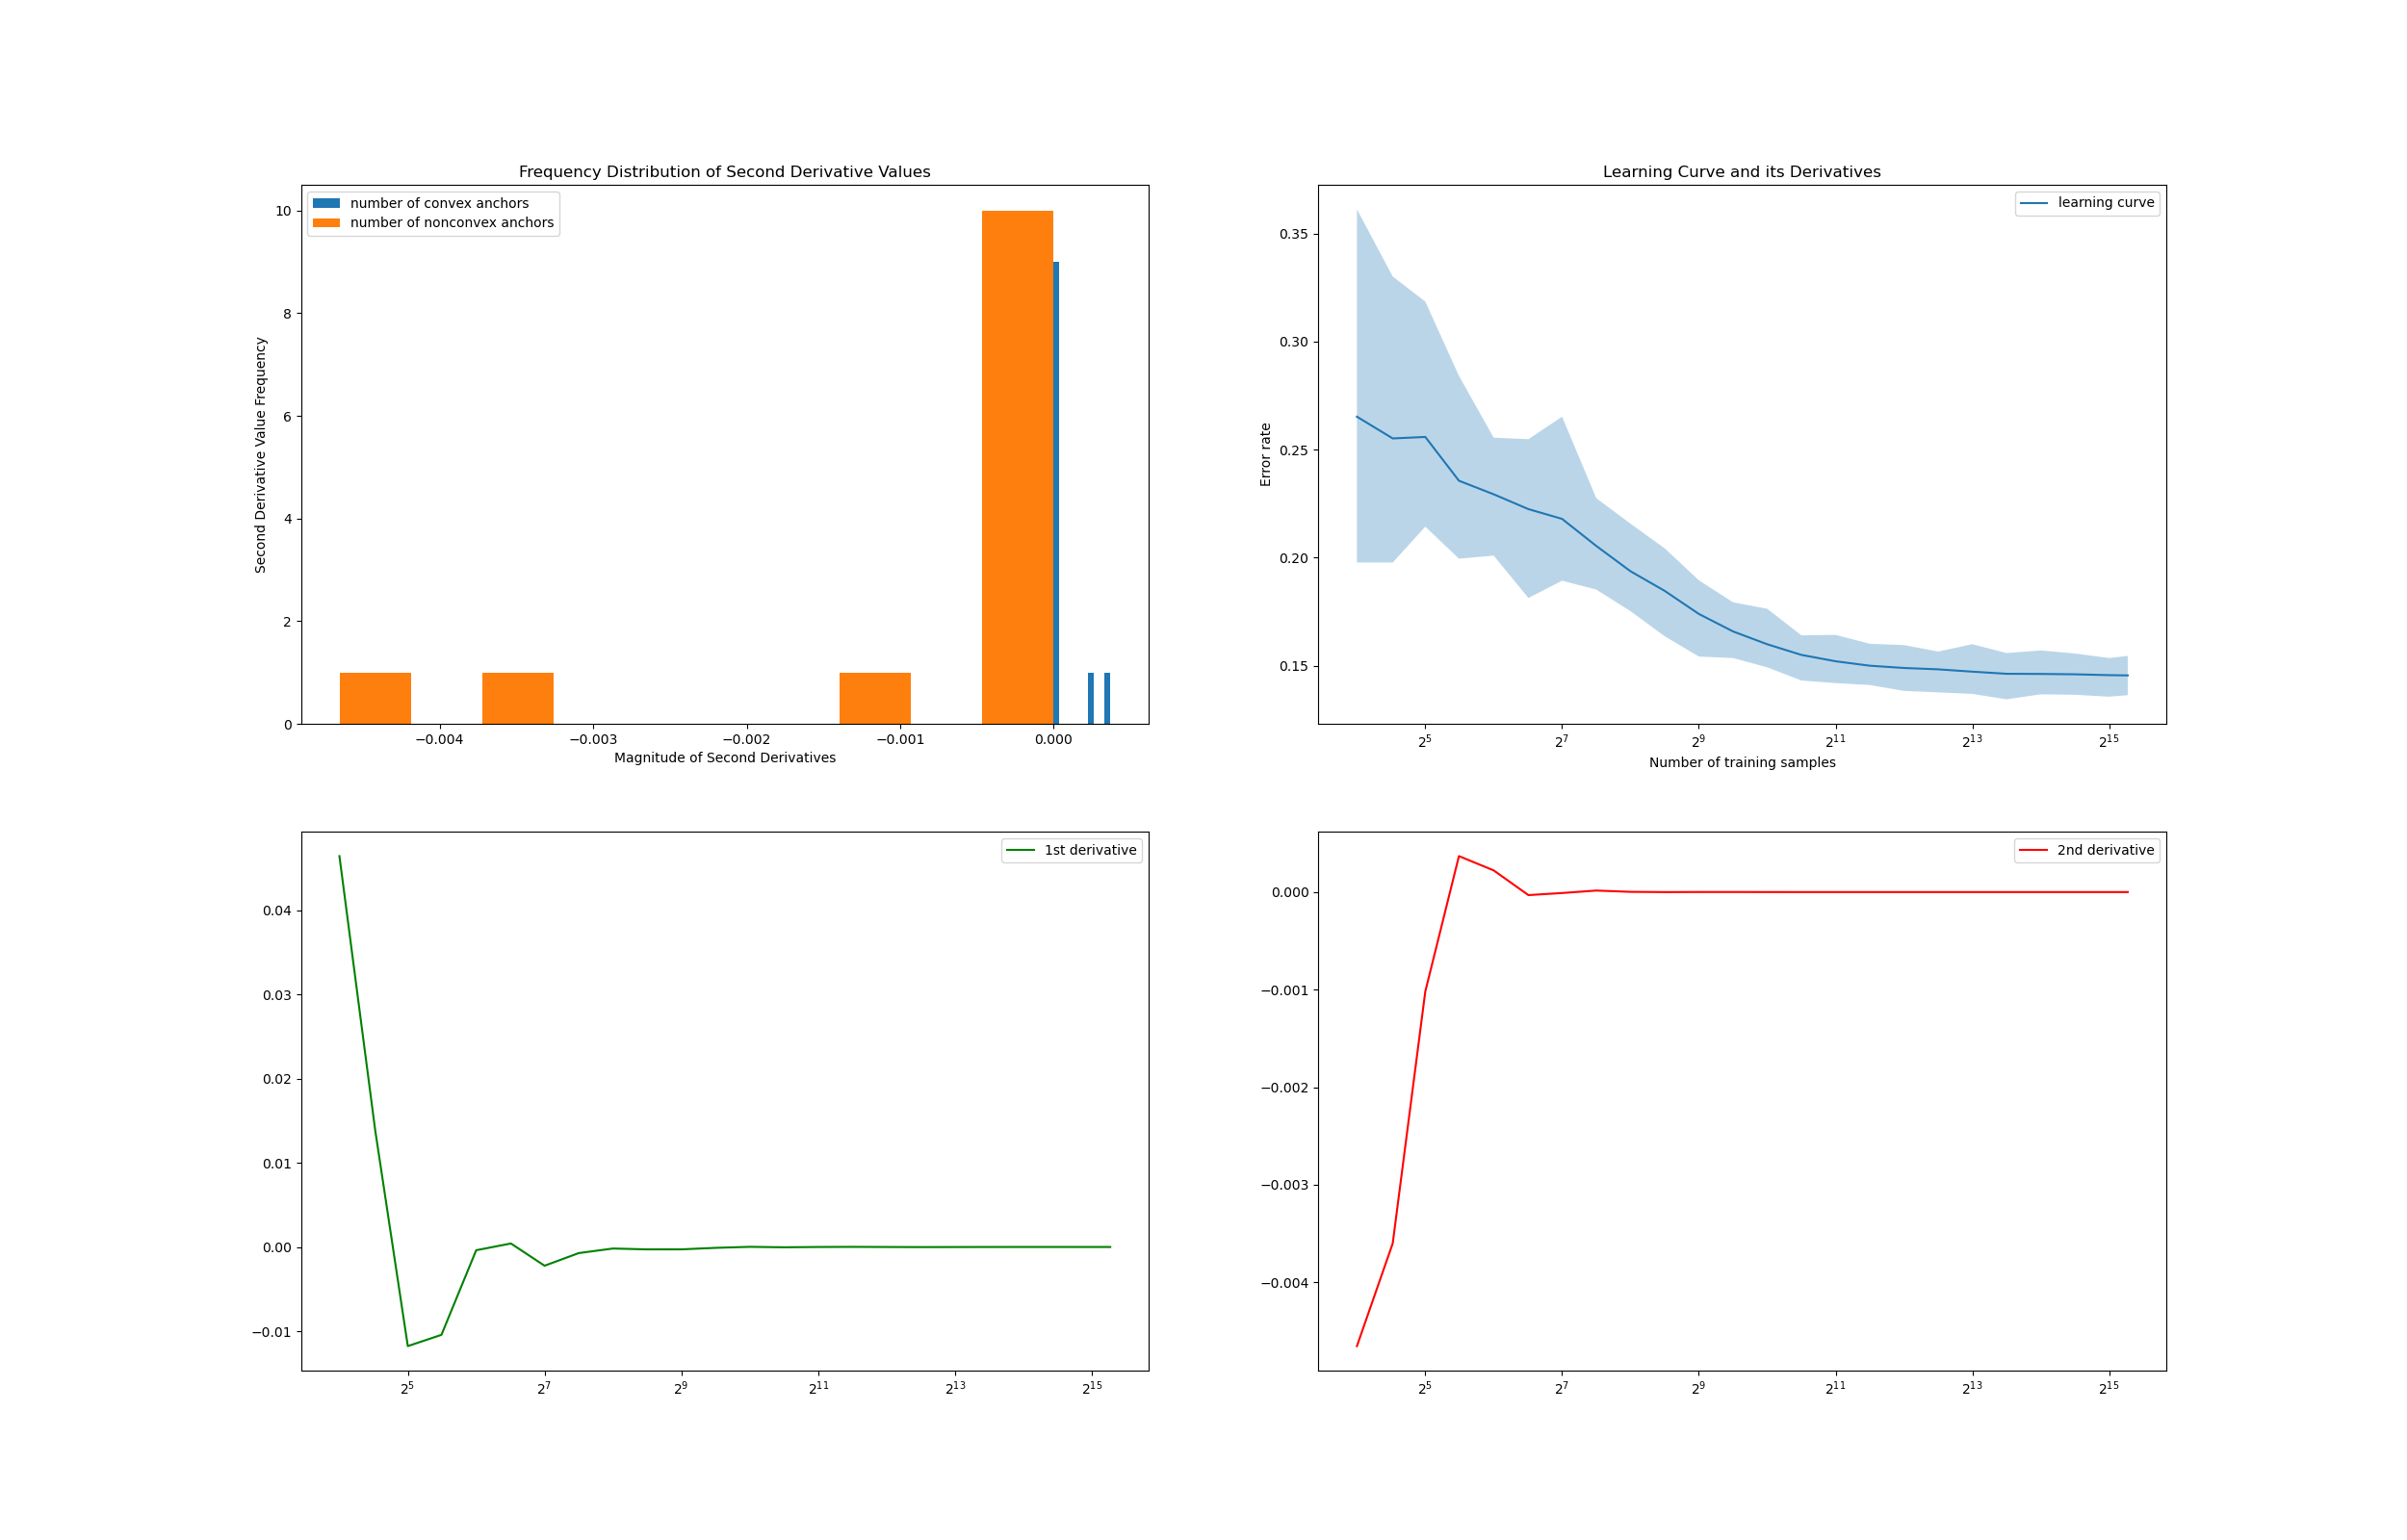 Frequency Distribution of Second Derivative Values
number of convex anchors
number of nonconvex anchors
10
8
6
4
2
0
Second Derivative Value Frequency
−0.004 −0.003 −0.002 −0.001 0.000
Magnitude of Second Derivatives
Learning Curve and its Derivatives
learning curve
0.35
0.30
0.25
0.20
0.15
Error rate
2^5 2^7 2^9 2^11 2^13 2^15
Number of training samples
1st derivative
0.04
0.03
0.02
0.01
0.00
−0.01
2^5 2^7 2^9 2^11 2^13 2^15
2nd derivative
0.000
−0.001
−0.002
−0.003
−0.004
2^5 2^7 2^9 2^11 2^13 2^15